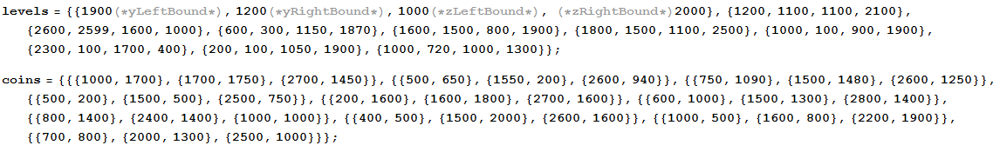 levels = {{1900(*yLeftBound*), 1200(*yRightBound*), 1000(*zLeftBound*), (*zRightBound*)2000}, {1200, 1100, 1100, 2100},
{2600, 2599, 1600, 1000}, {600, 300, 1150, 1870}, {1600, 1500, 800, 1900}, {1800, 1500, 1100, 2500}, {1000, 100, 900, 1900},
{2300, 100, 1700, 400}, {200, 100, 1050, 1900}, {1000, 720, 1000, 1300}};
coins = {{{1000, 1700}, {1700, 1750}, {2700, 1450}}, {{500, 650}, {1550, 200}, {2600, 940}}, {{750, 1090}, {1500, 1480}, {2600, 1250}},
{{500, 200}, {1500, 500}, {2500, 750}}, {{200, 1600}, {1600, 1800}, {2700, 1600}}, {{600, 1000}, {1500, 1300}, {2800, 1400}},
{{800, 1400}, {2400, 1400}, {1000, 1000}}, {{400, 500}, {1500, 2000}, {2600, 1600}}, {{1000, 500}, {1600, 800}, {2200, 1900}},
{{700, 800}, {2000, 1300}, {2500, 1000}}};